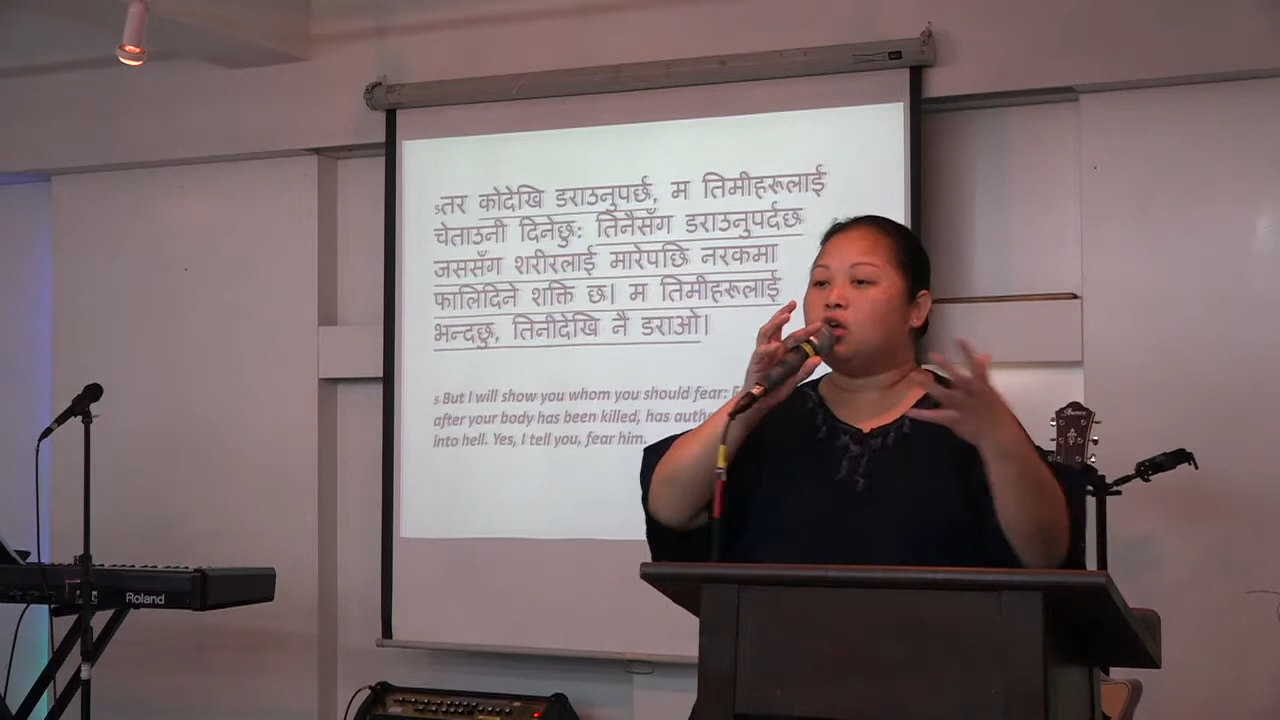 5तर कोदेखि डराउनुपर्छ, म तिमीहरूलाई
चेताउनी दिनेछु: तिनैसँग डराउनुपर्दछ
जससँग शरीरलाई मारेपछि नरकमा
फालिदिने शक्ति छ। म तिमीहरूलाई
भन्दछु, तिनीदेखि नै डराओ।
5 But I will show you whom you should fear:
after your body has been killed, has
into hell. Yes, I tell you, fear him.
Roland
Ibanez